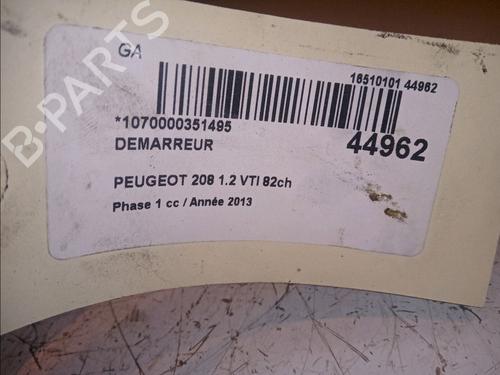 GA
16510101 44962
*1070000351495
DEMARREUR
44962
PEUGEOT 208 1.2 VTI 82ch
Phase 1 cc / Année 2013
B-PARTS